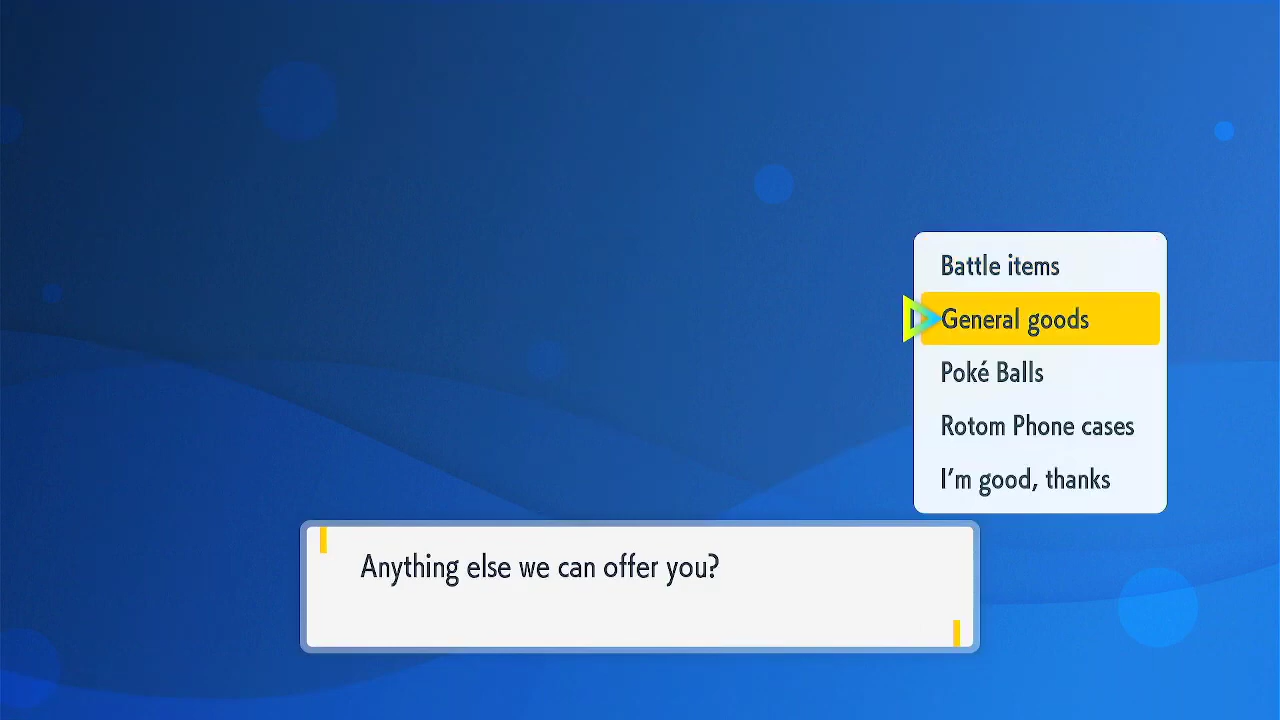 Battle items
General goods
Poké Balls
Rotom Phone cases
I'm good, thanks
Anything else we can offer you?